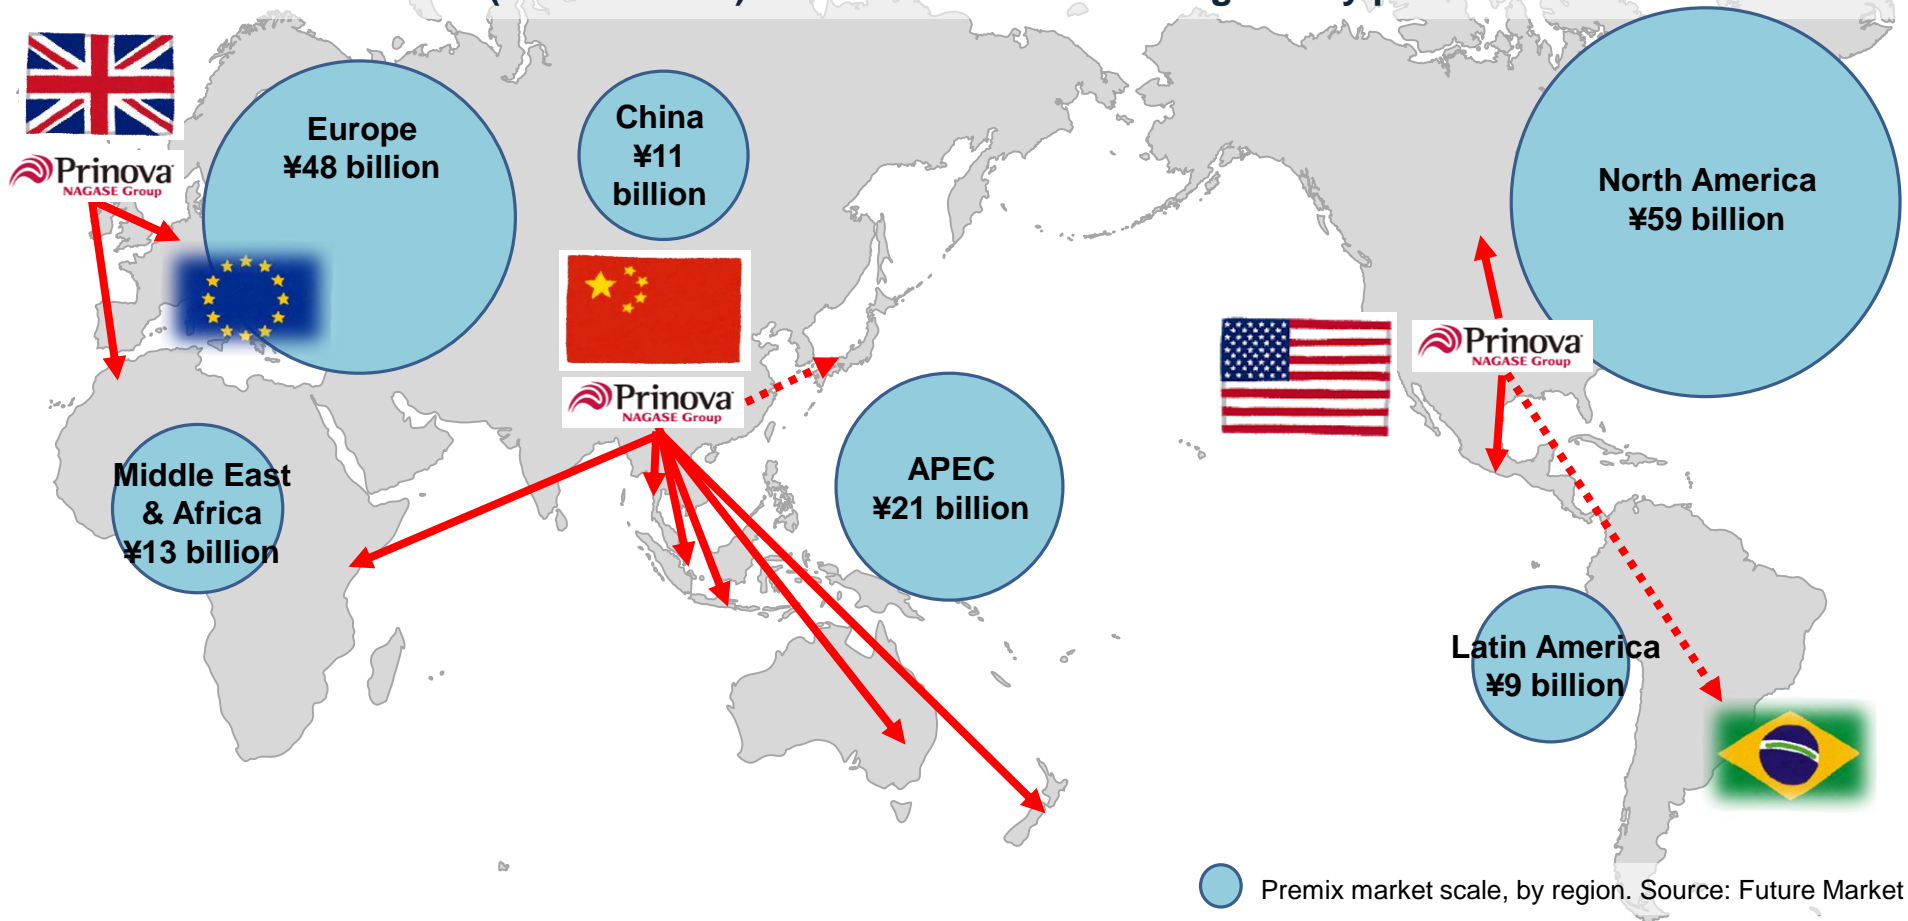 Prinova
NAGASE Group
Europe
¥48 billion
China
¥11
billion
North America
¥59 billion
Prinova
NAGASE Group
Prinova
NAGASE Group
Middle East
& Africa
¥13 billion
APEC
¥21 billion
Latin America
¥9 billion
Premix market scale, by region. Source: Future Market